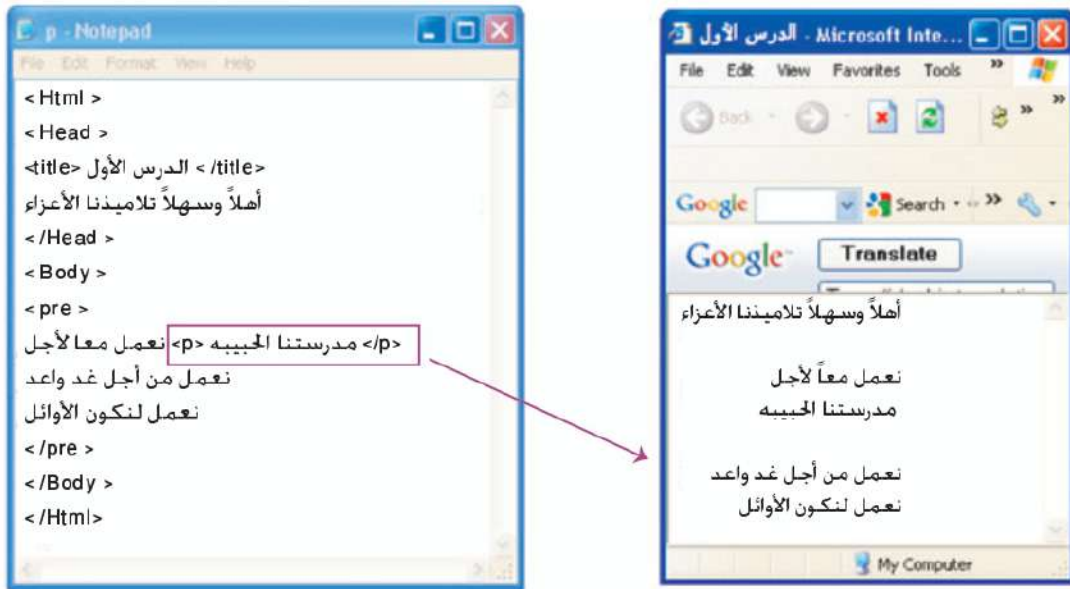 p - Notepad
File Edit Format View Help
< Html >
< Head >
<title> الدرس الأول </title>
أهلاً وسهلاً تلاميذنا الأعزاء
</Head >
< Body >
< pre >
نعمل معا لأجل <p> مدرستنا الحبيبه </p>
نعمل من أجل غد واعد
نعمل لنكون الأوائل
</pre >
</Body >
</Html>
الدرس الأول - Microsoft Inte...
File Edit View Favorites Tools »
Back » »
Google Search »
Google™ Translate
أهلاً وسهلاً تلاميذنا الأعزاء
نعمل معاً لأجل
مدرستنا الحبيبه
نعمل من أجل غد واعد
نعمل لنكون الأوائل
My Computer